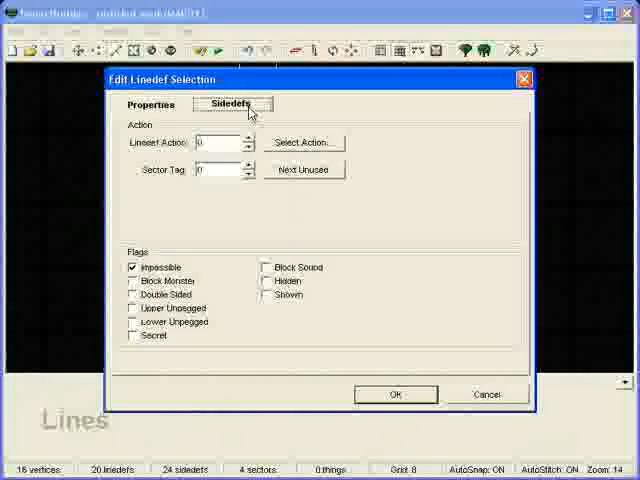 Edit Linedef Selection
Properties
Sidedefs
Action
Linedef Action: 0 Select Action...
Sector Tag: 0 Next Unused
Flags
Impassible
Block Monster
Double Sided
Upper Unpegged
Lower Unpegged
Secret
Block Sound
Hidden
Shown
OK
Cancel
Lines
16 vertices
20 linedefs
24 sidedefs
4 sectors
0 things
Grid: 8
AutoSnap: ON
AutoStitch: ON
Zoom: 14